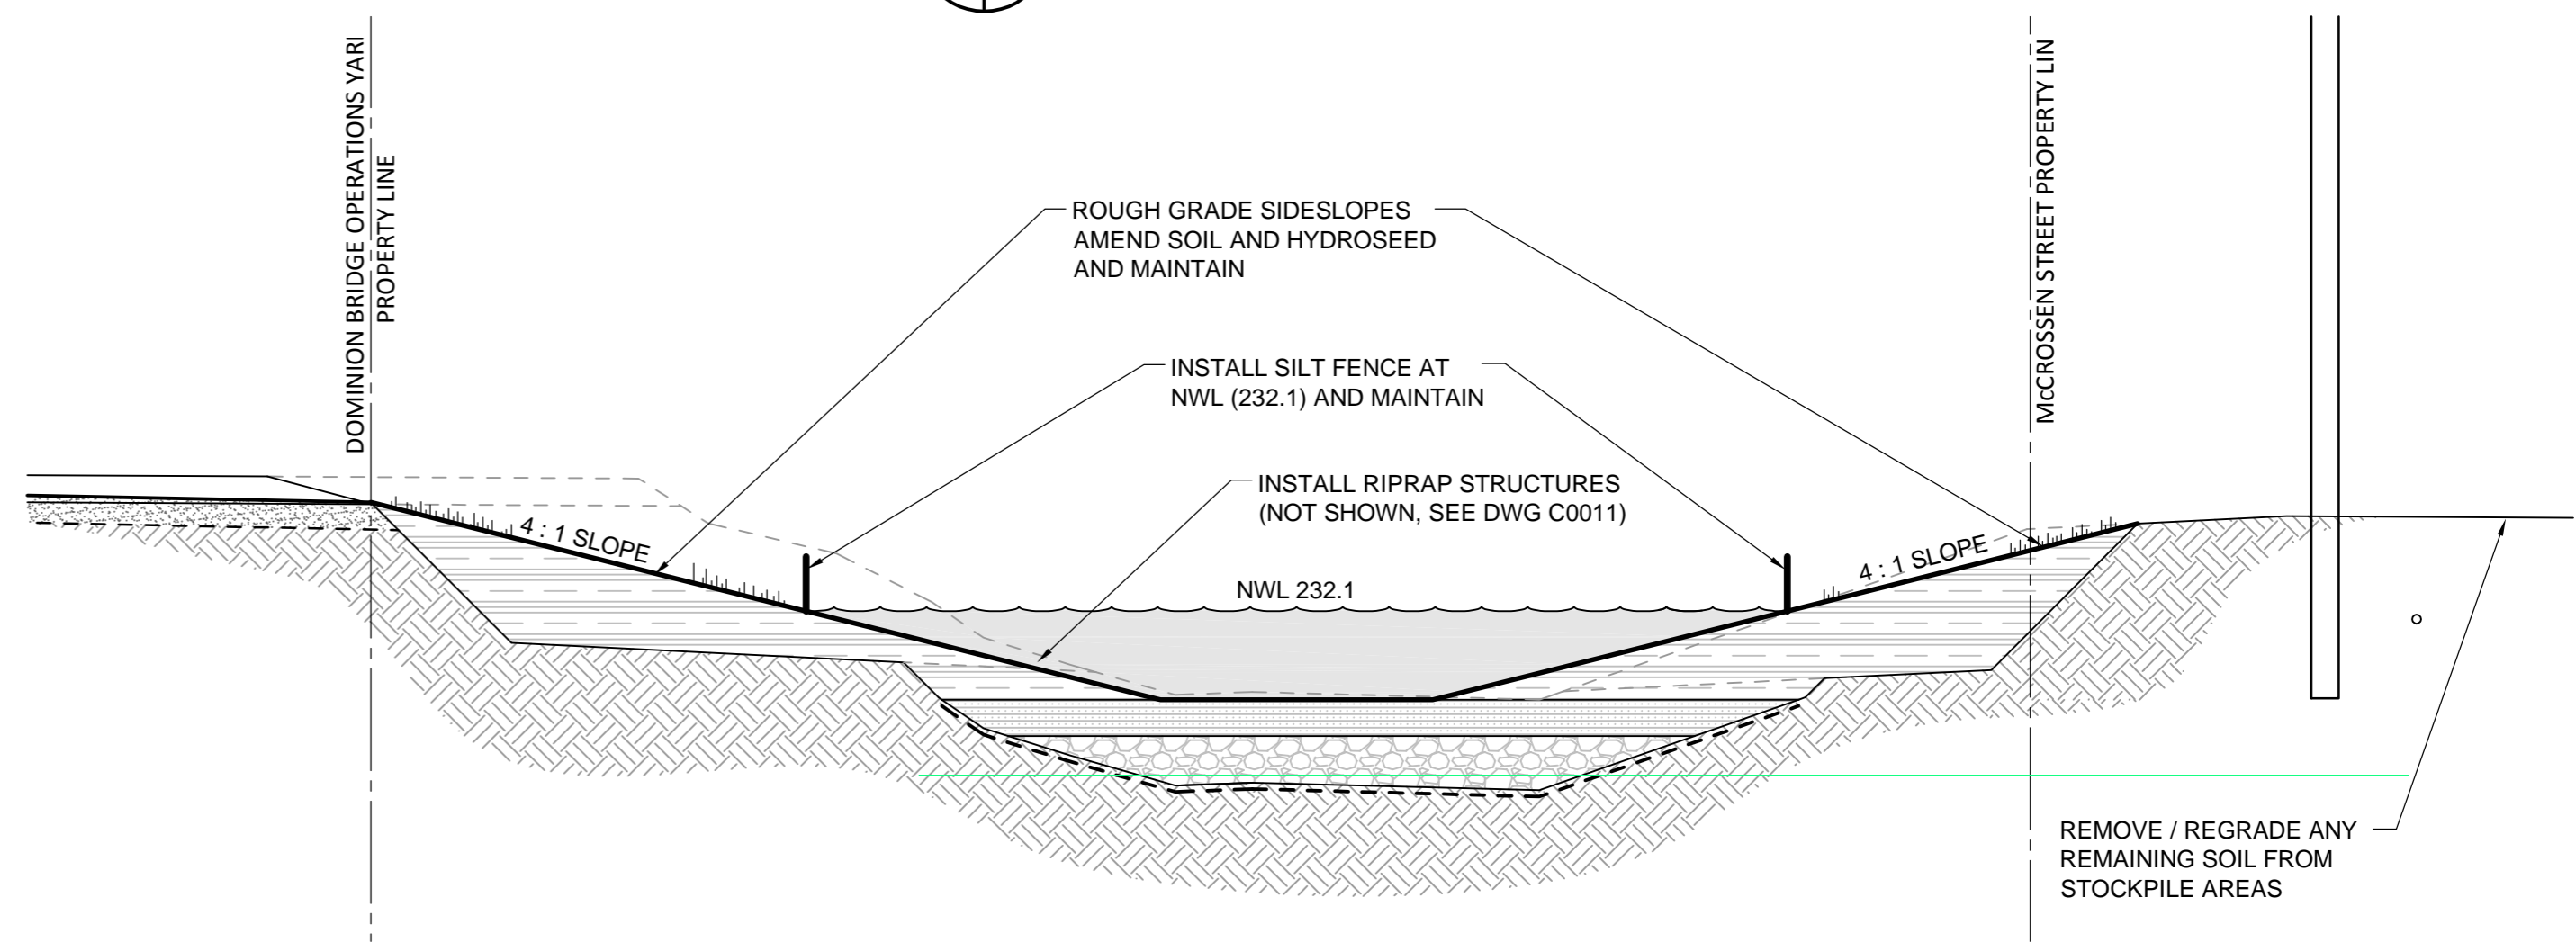 DOMINION BRIDGE OPERATIONS YARI
PROPERTY LINE
McCROSSEN STREET PROPERTY LIN
ROUGH GRADE SIDESLOPES
AMEND SOIL AND HYDROSEED
AND MAINTAIN
INSTALL SILT FENCE AT
NWL (232.1) AND MAINTAIN
INSTALL RIPRAP STRUCTURES
(NOT SHOWN, SEE DWG C0011)
4 : 1 SLOPE
NWL 232.1
4 : 1 SLOPE
REMOVE / REGRADE ANY
REMAINING SOIL FROM
STOCKPILE AREAS